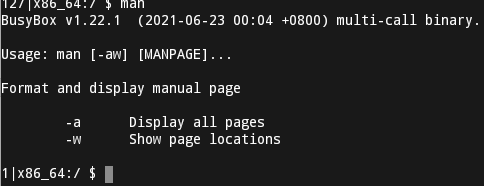 127|x86_64:/ $ man
BusyBox v1.22.1  (2021-06-23 00:04 +0800) multi-call binary.
Usage: man [-aw] [MANPAGE]...
Format and display manual page
        -a      Display all pages
        -w      Show page locations
1|x86_64:/ $